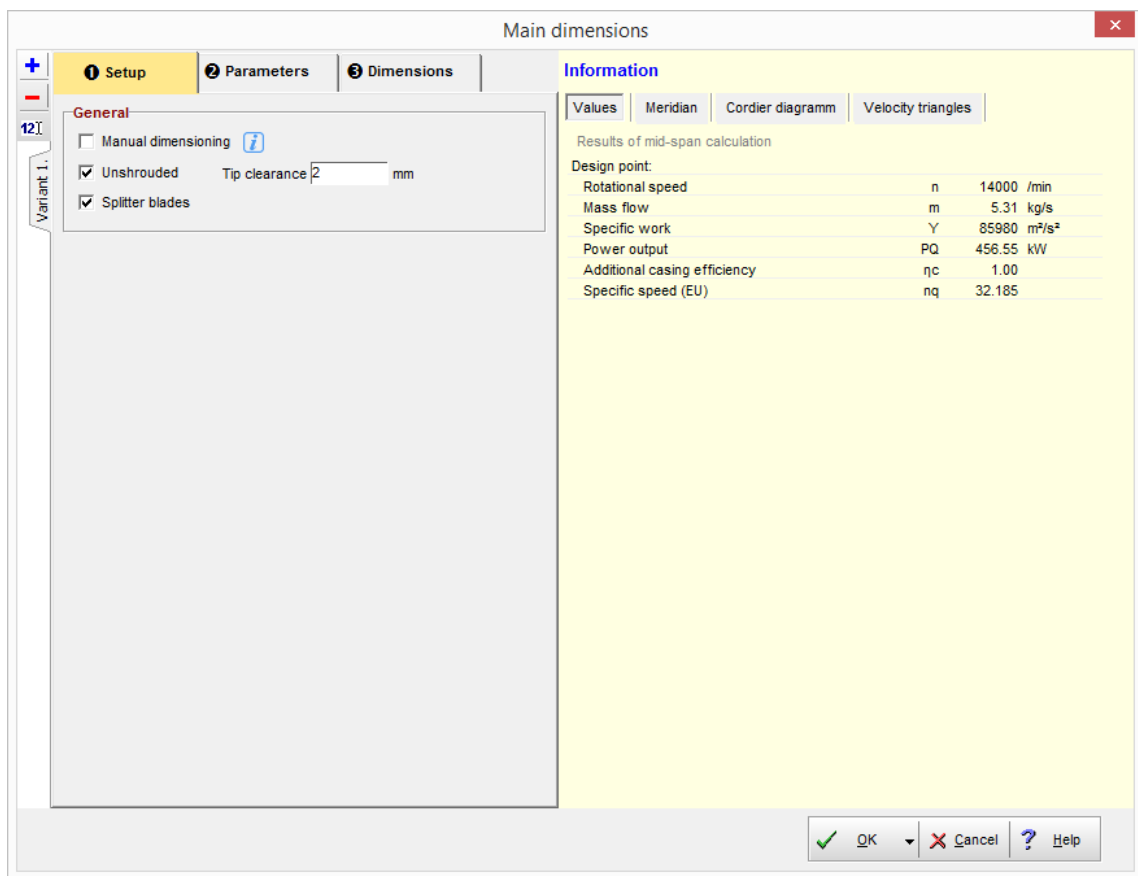 Main dimensions
Setup
Parameters
Dimensions
General
Manual dimensioning
Unshrouded Tip clearance 2 mm
Splitter blades
Variant 1.
Information
Values Meridian Cordier diagramm Velocity triangles
Results of mid-span calculation
Design point:
Rotational speed n 14000 /min
Mass flow m 5.31 kg/s
Specific work Y 85980 m²/s²
Power output PQ 456.55 kW
Additional casing efficiency ηc 1.00
Specific speed (EU) nq 32.185
OK Cancel Help